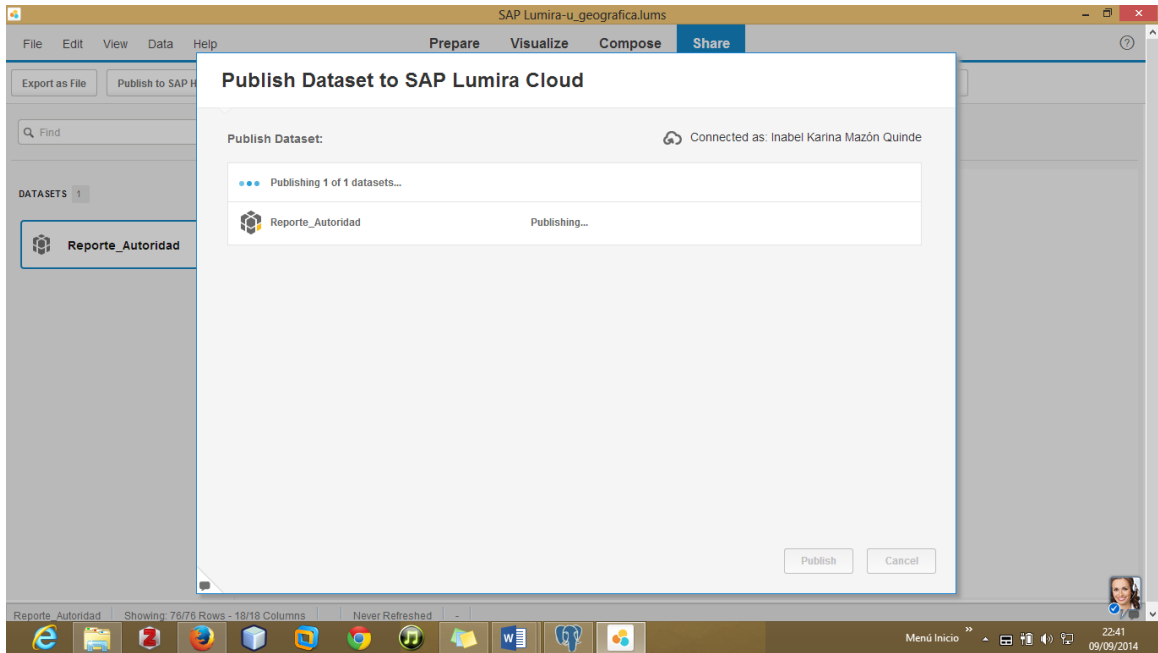 SAP Lumira-u_geografica.lums
File Edit View Data Help
Prepare Visualize Compose Share
Export as File Publish to SAP H
Publish Dataset to SAP Lumira Cloud
Find
Publish Dataset:
Connected as: Inabel Karina Mazón Quinde
Publishing 1 of 1 datasets...
DATASETS 1
Reporte_Autoridad Publishing...
Reporte_Autoridad
Publish Cancel
Reporte_Autoridad Showing: 76/76 Rows - 18/18 Columns Never Refreshed -
Menú Inicio
22:41
09/09/2014